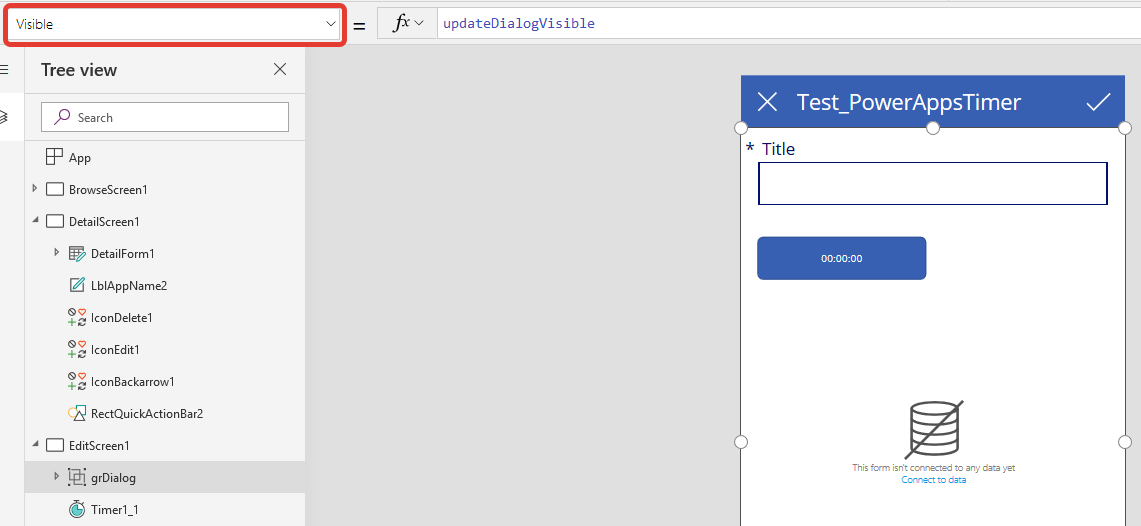 Visible
=
fx
updateDialogVisible
Tree view
Search
App
BrowseScreen1
DetailScreen1
DetailForm1
LblAppName2
IconDelete1
IconEdit1
IconBackarrow1
RectQuickActionBar2
EditScreen1
grDialog
Timer1_1
Test_PowerAppsTimer
* Title
00:00:00
This form isn't connected to any data yet
Connect to data